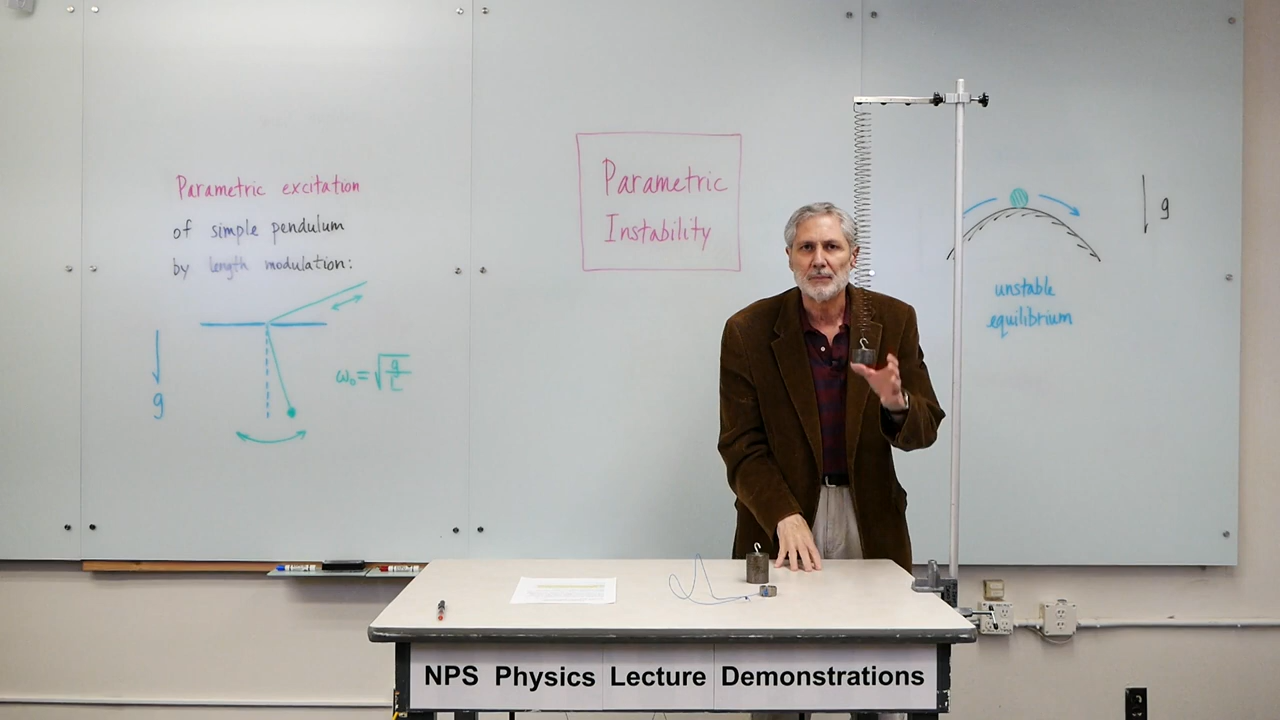 Parametric excitation
of simple pendulum
by length modulation:
g
ω₀=√g/L
Parametric
Instability
g
unstable
equilibrium
NPS Physics Lecture Demonstrations